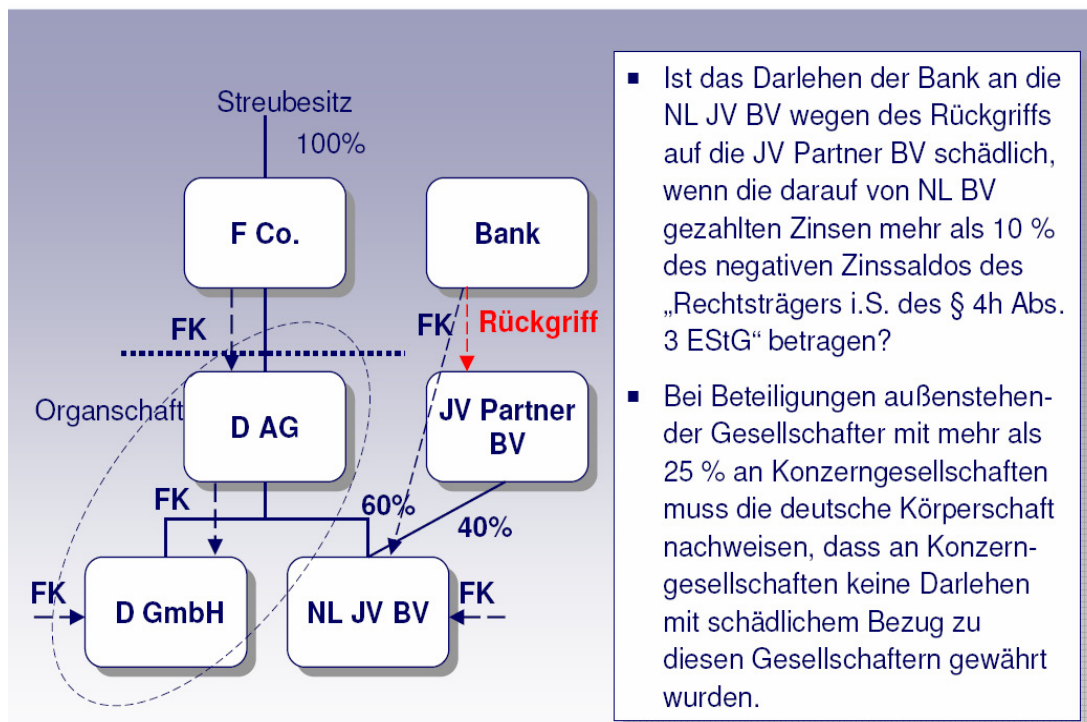 Streubesitz
100%
F Co.
Bank
FK
FK
Rückgriff
Organschaft
D AG
JV Partner
BV
FK
60%
40%
FK
D GmbH
NL JV BV
FK
▪ Ist das Darlehen der Bank an die
NL JV BV wegen des Rückgriffs
auf die JV Partner BV schädlich,
wenn die darauf von NL BV
gezahlten Zinsen mehr als 10 %
des negativen Zinssaldos des
„Rechtsträgers i.S. des § 4h Abs.
3 EStG“ betragen?
▪ Bei Beteiligungen außenstehen-
der Gesellschafter mit mehr als
25 % an Konzerngesellschaften
muss die deutsche Körperschaft
nachweisen, dass an Konzern-
gesellschaften keine Darlehen
mit schädlichem Bezug zu
diesen Gesellschaftern gewährt
wurden.